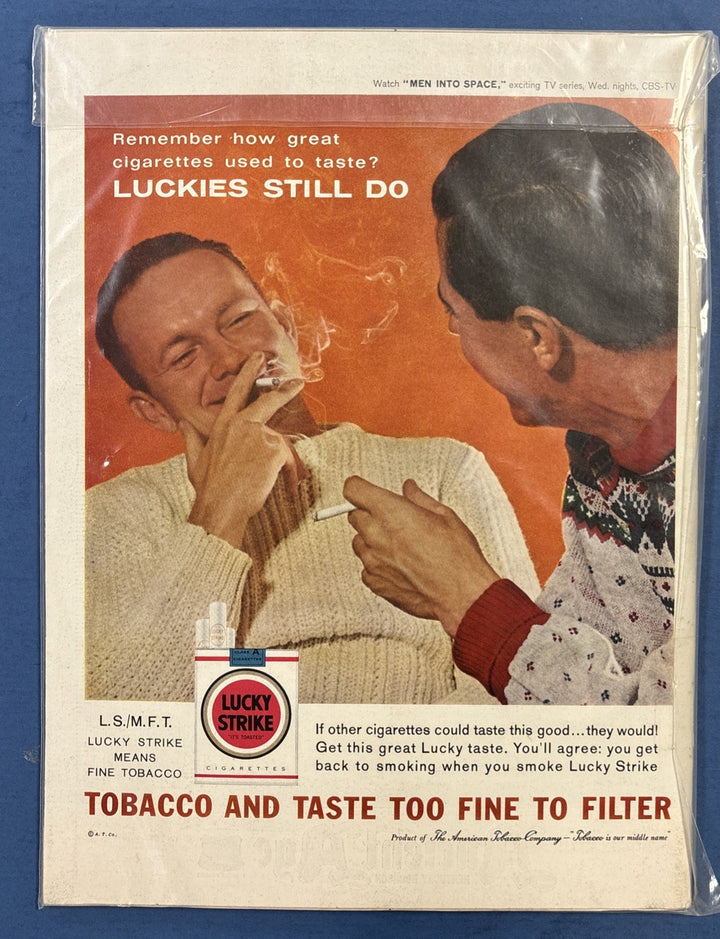 Watch "MEN INTO SPACE," exciting TV series, Wed. nights, CBS-TV
Remember how great
cigarettes used to taste?
LUCKIES STILL DO
CLASS A
CIGARETTES
LUCKY
STRIKE
LUCKY
STRIKE
"IT'S TOASTED"
CIGARETTES
L.S./M.F.T.
LUCKY STRIKE
MEANS
FINE TOBACCO
If other cigarettes could taste this good...they would!
Get this great Lucky taste. You'll agree: you get
back to smoking when you smoke Lucky Strike
TOBACCO AND TASTE TOO FINE TO FILTER
© A. T. Co.
Product of The American Tobacco Company – "Tobacco is our middle name"